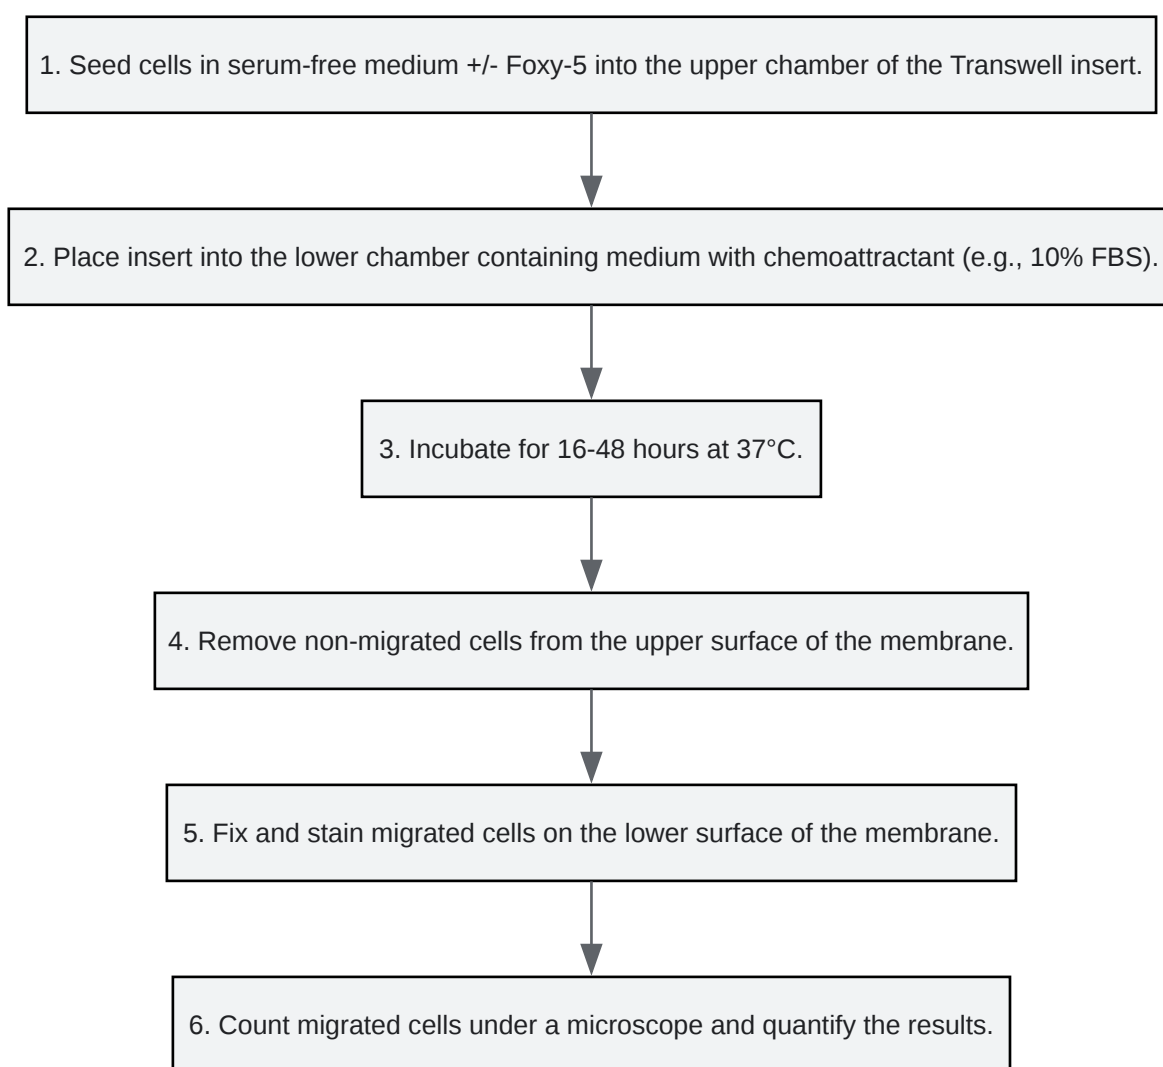 1. Seed cells in serum-free medium +/- Foxy-5 into the upper chamber of the Transwell insert.
2. Place insert into the lower chamber containing medium with chemoattractant (e.g., 10% FBS).
3. Incubate for 16-48 hours at 37°C.
4. Remove non-migrated cells from the upper surface of the membrane.
5. Fix and stain migrated cells on the lower surface of the membrane.
6. Count migrated cells under a microscope and quantify the results.